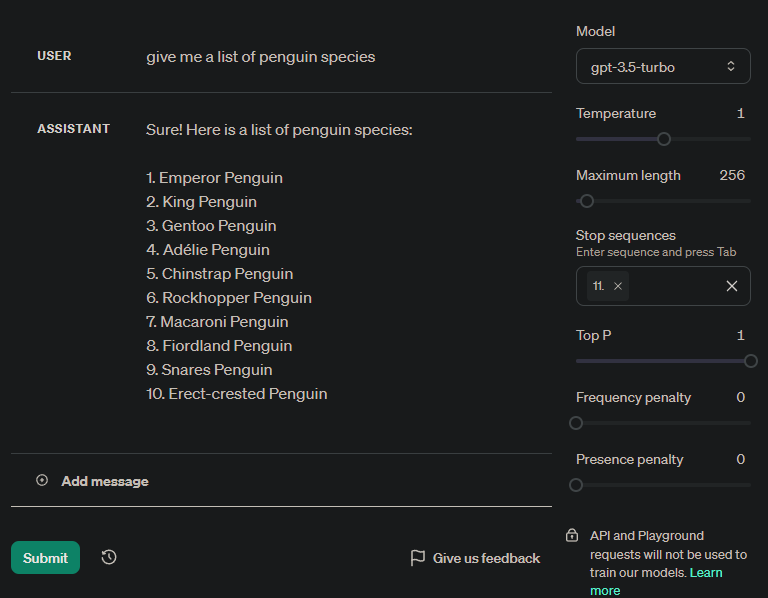 USER
give me a list of penguin species
ASSISTANT
Sure! Here is a list of penguin species:
1. Emperor Penguin
2. King Penguin
3. Gentoo Penguin
4. Adélie Penguin
5. Chinstrap Penguin
6. Rockhopper Penguin
7. Macaroni Penguin
8. Fiordland Penguin
9. Snares Penguin
10. Erect-crested Penguin
Add message
Submit
Give us feedback
Model
gpt-3.5-turbo
Temperature 1
Maximum length 256
Stop sequences
Enter sequence and press Tab
11.
Top P 1
Frequency penalty 0
Presence penalty 0
API and Playground
requests will not be used to
train our models. Learn
more